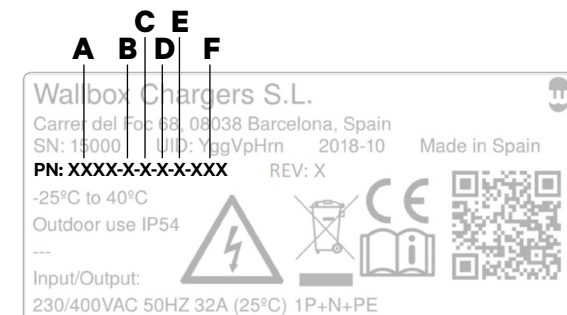 C E
A B D F
Wallbox Chargers S.L.
Carrer del Foc 68, 08038 Barcelona, Spain
SN: 15000 UID: YggVpHrn 2018-10 Made in Spain
PN: XXXX-X-X-X-X-XXX REV: X
-25ºC to 40ºC
Outdoor use IP54
---
Input/Output:
230/400VAC 50HZ 32A (25ºC) 1P+N+PE
CE
i